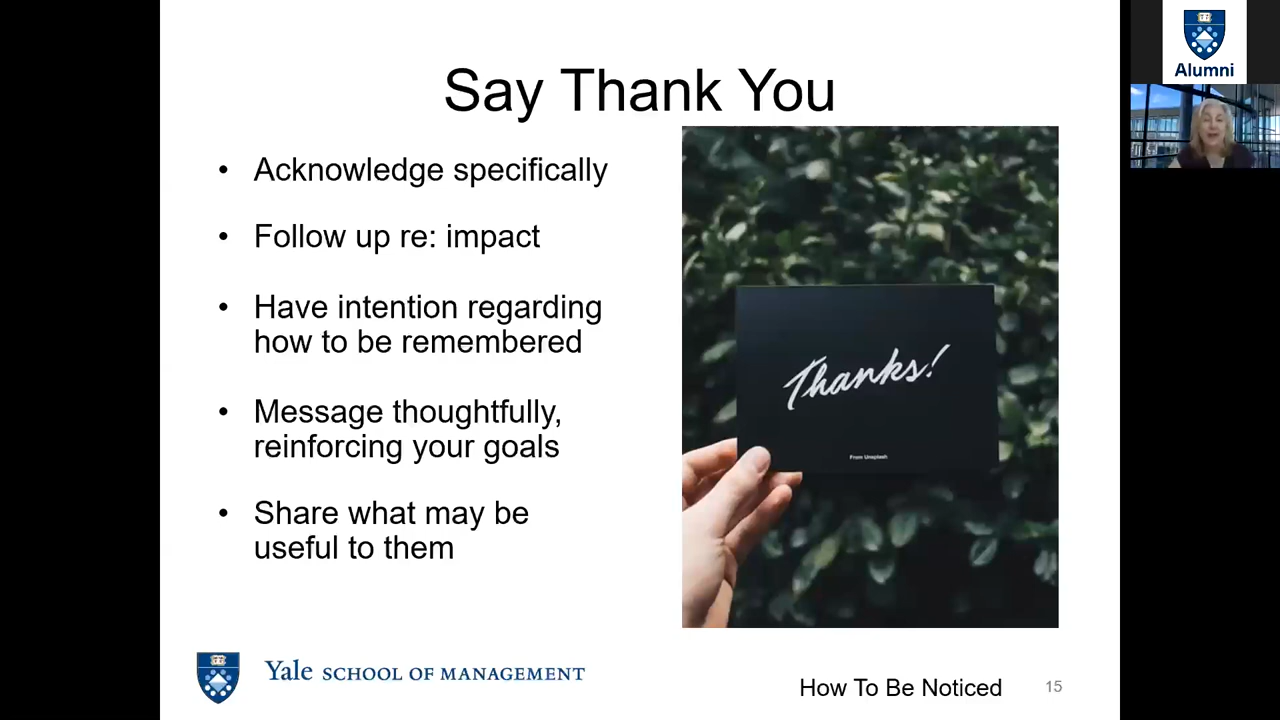 Say Thank You
• Acknowledge specifically
• Follow up re: impact
• Have intention regarding
how to be remembered
• Message thoughtfully,
reinforcing your goals
• Share what may be
useful to them
Thanks!
From Unsplash
Yale SCHOOL OF MANAGEMENT
How To Be Noticed
15
Alumni